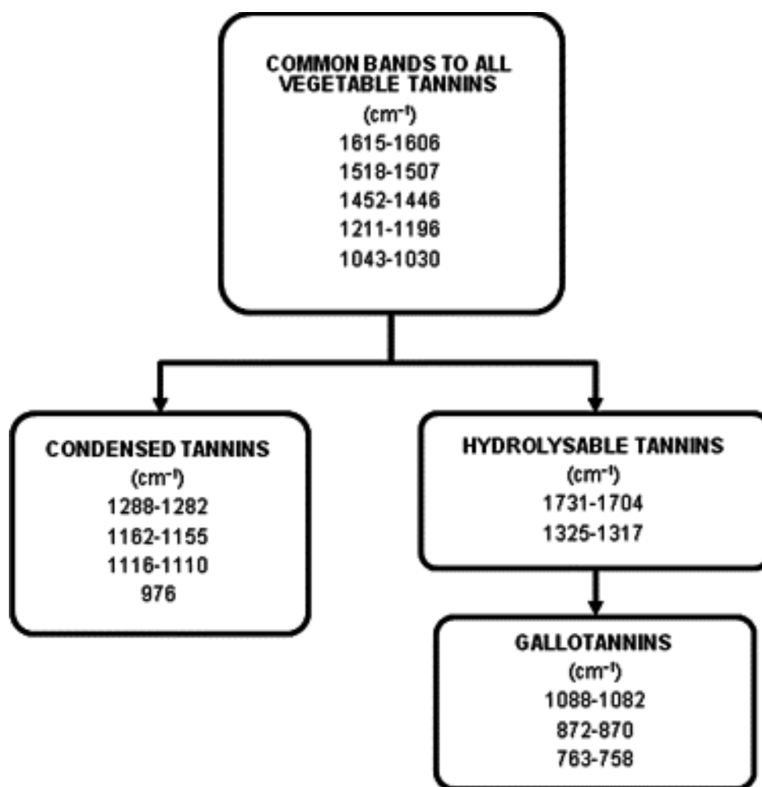 COMMON BANDS TO ALL
VEGETABLE TANNINS
(cm⁻¹)
1615-1606
1518-1507
1452-1446
1211-1196
1043-1030
CONDENSED TANNINS
(cm⁻¹)
1288-1282
1162-1155
1116-1110
976
HYDROLYSABLE TANNINS
(cm⁻¹)
1731-1704
1325-1317
GALLOTANNINS
(cm⁻¹)
1088-1082
872-870
763-758